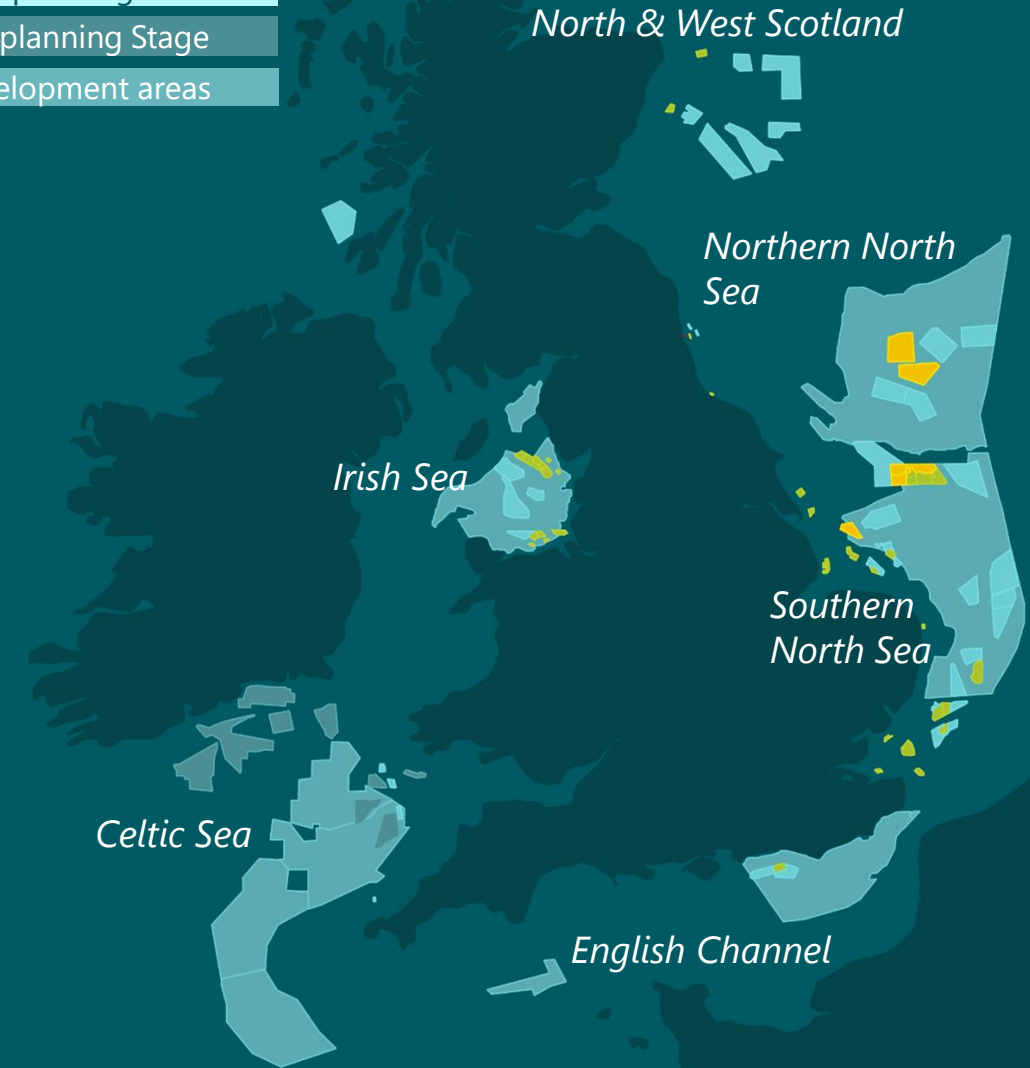 planning Stage
North & West Scotland
elopment areas
Northern North
Sea
Irish Sea
Southern
North Sea
Celtic Sea
English Channel